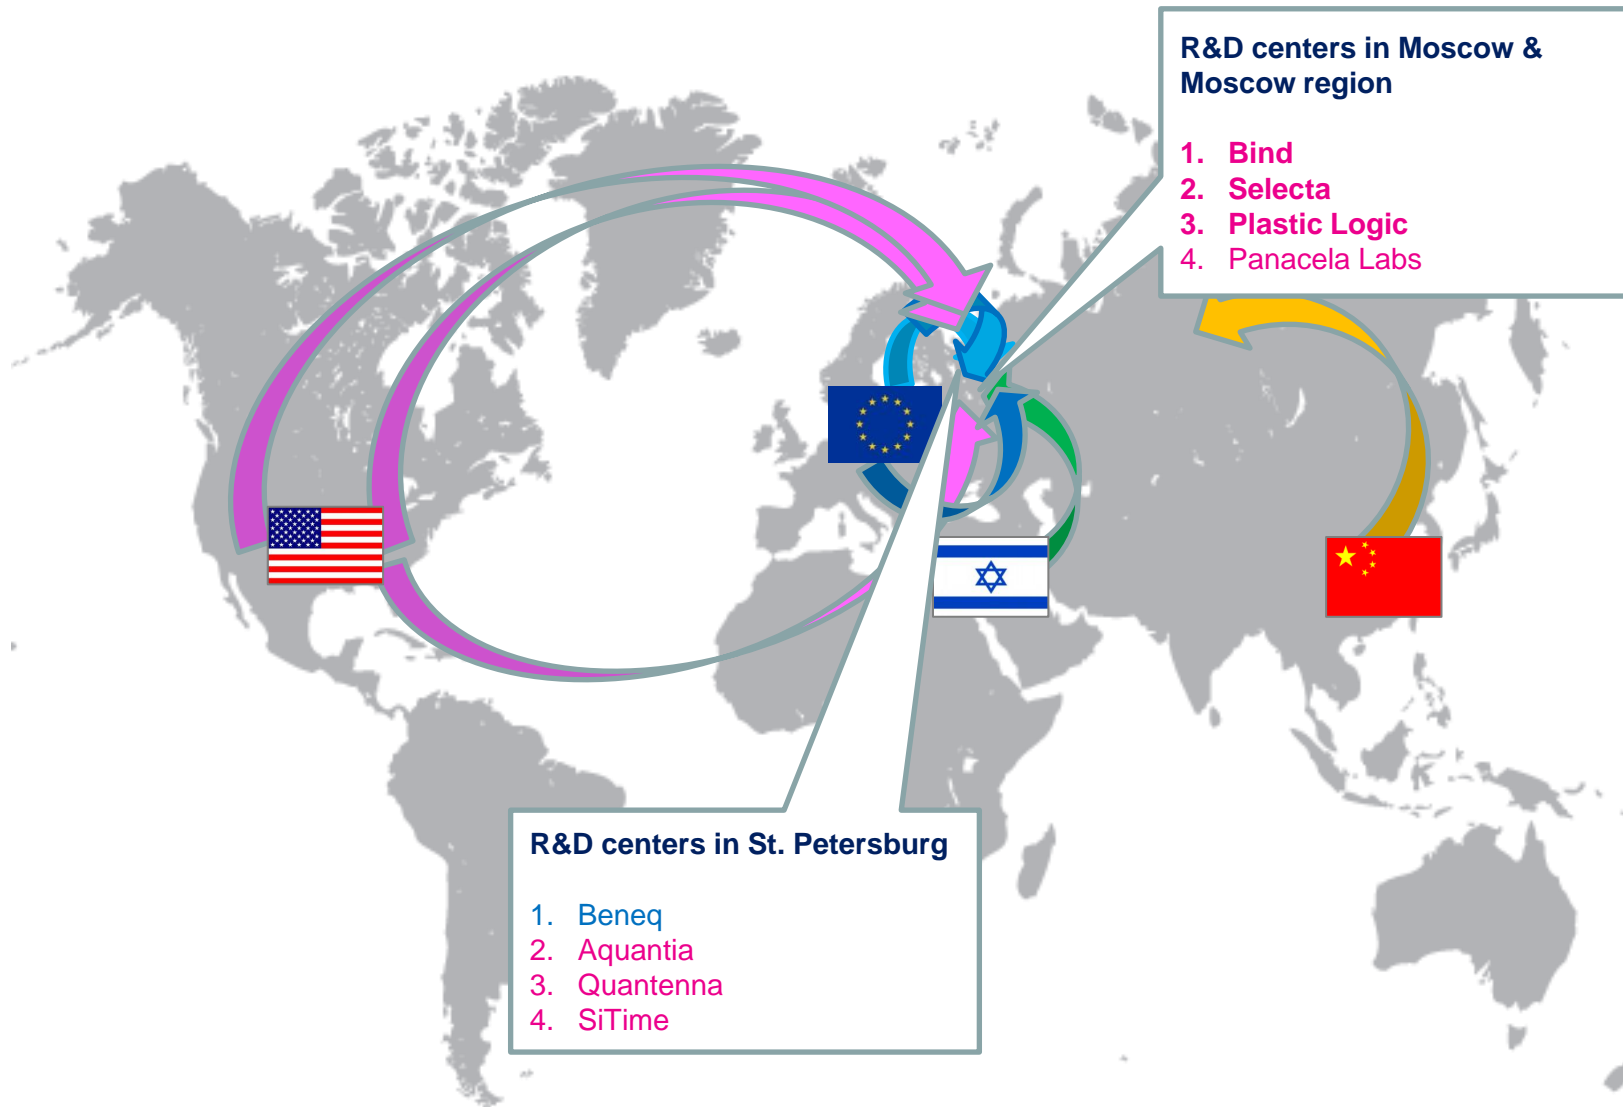 R&D centers in Moscow &
Moscow region
1. Bind
2. Selecta
3. Plastic Logic
4. Panacela Labs
R&D centers in St. Petersburg
1. Beneq
2. Aquantia
3. Quantenna
4. SiTime